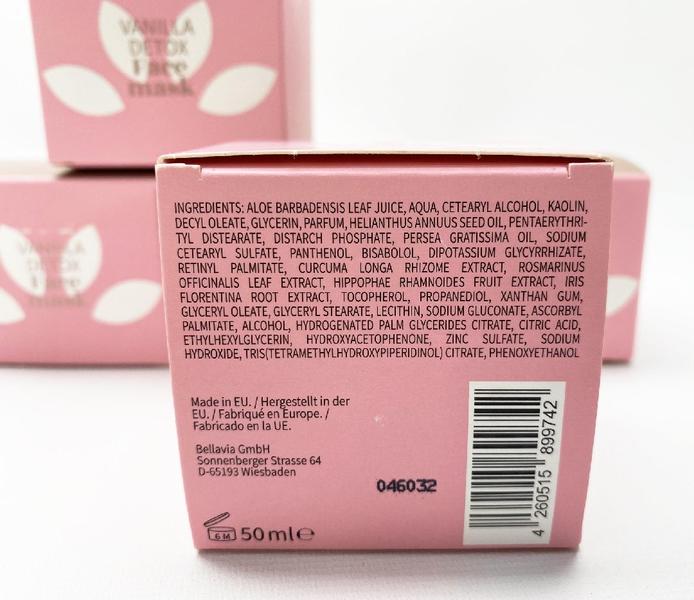 VANILLA
DETOX
Face
mask
VANILLA
DETOX
Face
mask
INGREDIENTS: ALOE BARBADENSIS LEAF JUICE, AQUA, CETEARYL ALCOHOL, KAOLIN,
DECYL OLEATE, GLYCERIN, PARFUM, HELIANTHUS ANNUUS SEED OIL, PENTAERYTHRI-
TYL DISTEARATE, DISTARCH PHOSPHATE, PERSEA GRATISSIMA OIL, SODIUM
CETEARYL SULFATE, PANTHENOL, BISABOLOL, DIPOTASSIUM GLYCYRRHIZATE,
RETINYL PALMITATE, CURCUMA LONGA RHIZOME EXTRACT, ROSMARINUS
OFFICINALIS LEAF EXTRACT, HIPPOPHAE RHAMNOIDES FRUIT EXTRACT, IRIS
FLORENTINA ROOT EXTRACT, TOCOPHEROL, PROPANEDIOL, XANTHAN GUM,
GLYCERYL OLEATE, GLYCERYL STEARATE, LECITHIN, SODIUM GLUCONATE, ASCORBYL
PALMITATE, ALCOHOL, HYDROGENATED PALM GLYCERIDES CITRATE, CITRIC ACID,
ETHYLHEXYLGLYCERIN, HYDROXYACETOPHENONE, ZINC SULFATE, SODIUM
HYDROXIDE, TRIS(TETRAMETHYLHYDROXYPIPERIDINOL) CITRATE, PHENOXYETHANOL
Made in EU. / Hergestellt in der
EU. / Fabriqué en Europe. /
Fabricado en la UE.
Bellavia GmbH
Sonnenberger Strasse 64
D-65193 Wiesbaden
046032
6 M 50 ml ℮
4 260515 899742